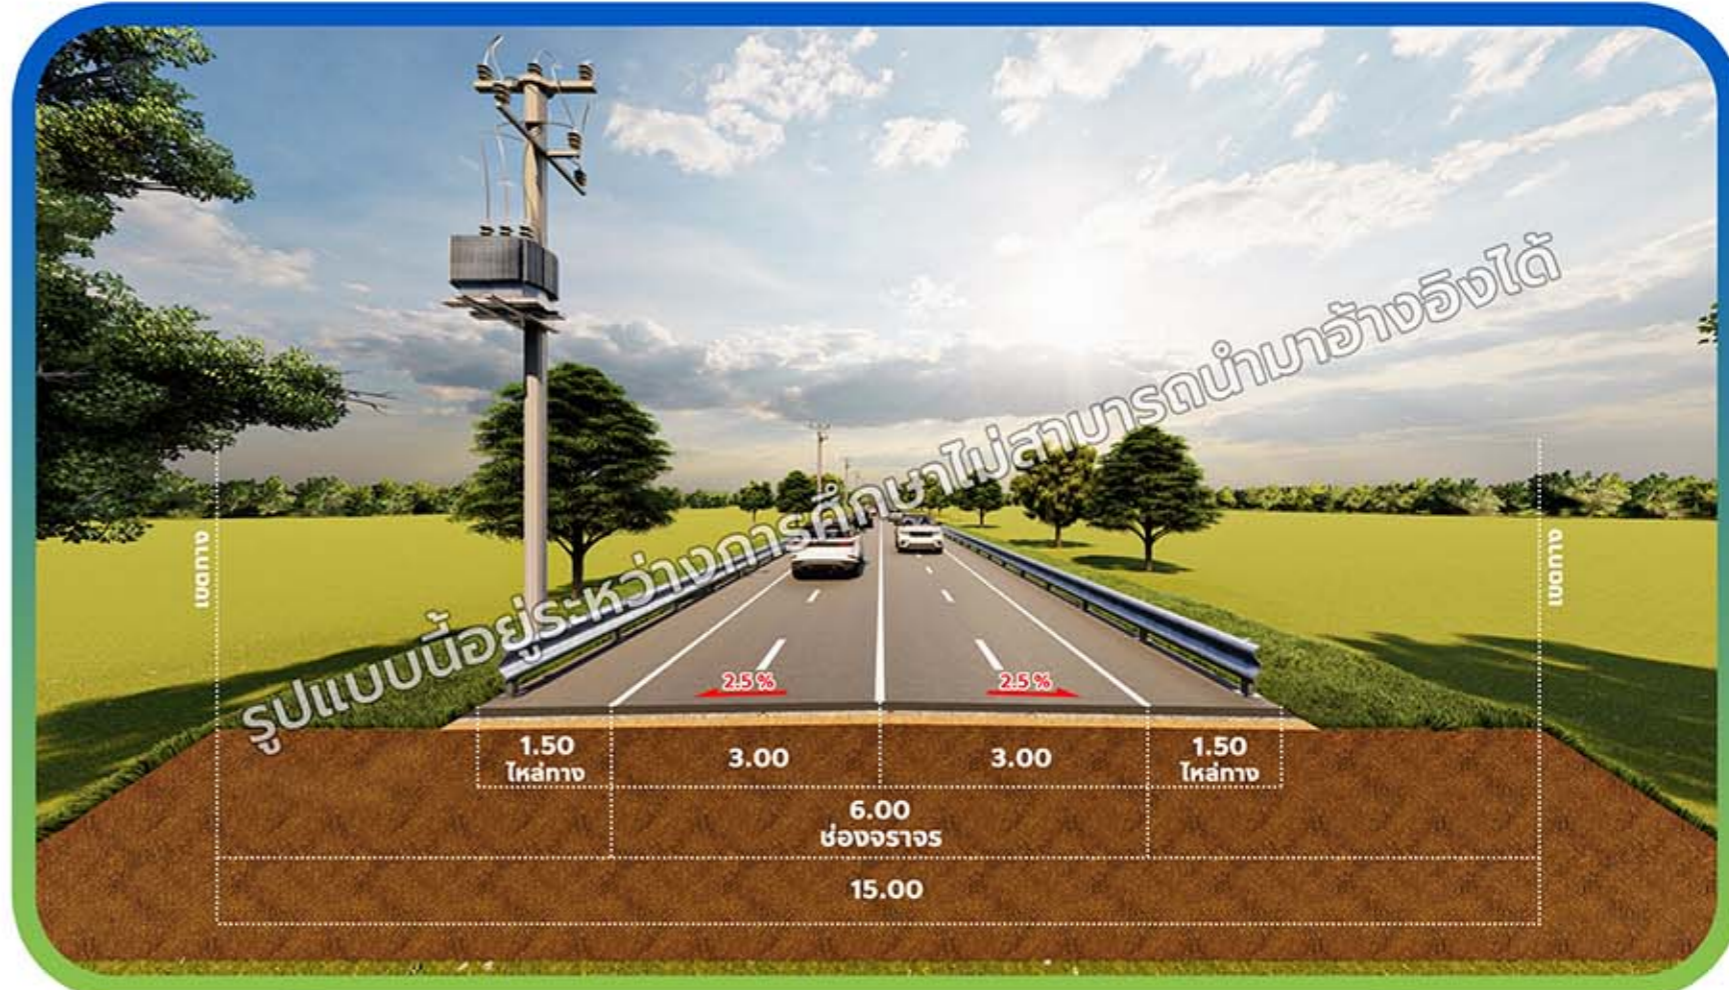 รูปแบบนี้อยู่ระหว่างการศึกษาไม่สามารถนำมาอ้างอิงได้
เขตทาง
เขตทาง
2.5 %
2.5 %
1.50
ไหล่ทาง
3.00
3.00
1.50
ไหล่ทาง
6.00
ช่องจราจร
15.00